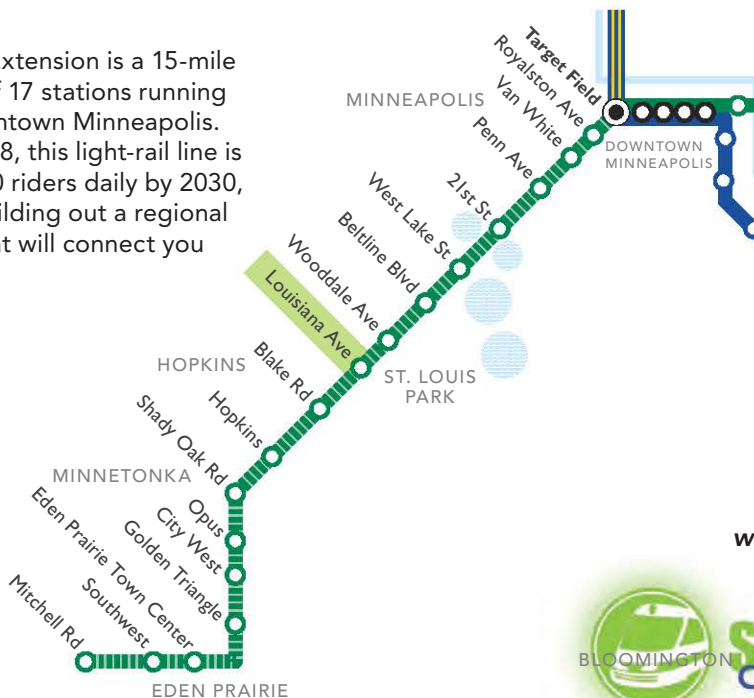 xtension is a 15-mile
17 stations running
ntown Minneapolis.
8, this light-rail line is
0 riders daily by 2030,
ilding out a regional
t will connect you
Target Field
Royalston Ave
MINNEAPOLIS
Van White
Penn Ave
DOWNTOWN
MINNEAPOLIS
21st St
West Lake St
Beltline Blvd
Wooddale Ave
Louisiana Ave
HOPKINS
ST. LOUIS
PARK
Blake Rd
Hopkins
Shady Oak Rd
MINNETONKA
Opus
City West
Golden Triangle
Eden Prairie Town Center
Southwest
Mitchell Rd
EDEN PRAIRIE
w
BLOOMINGTON
S